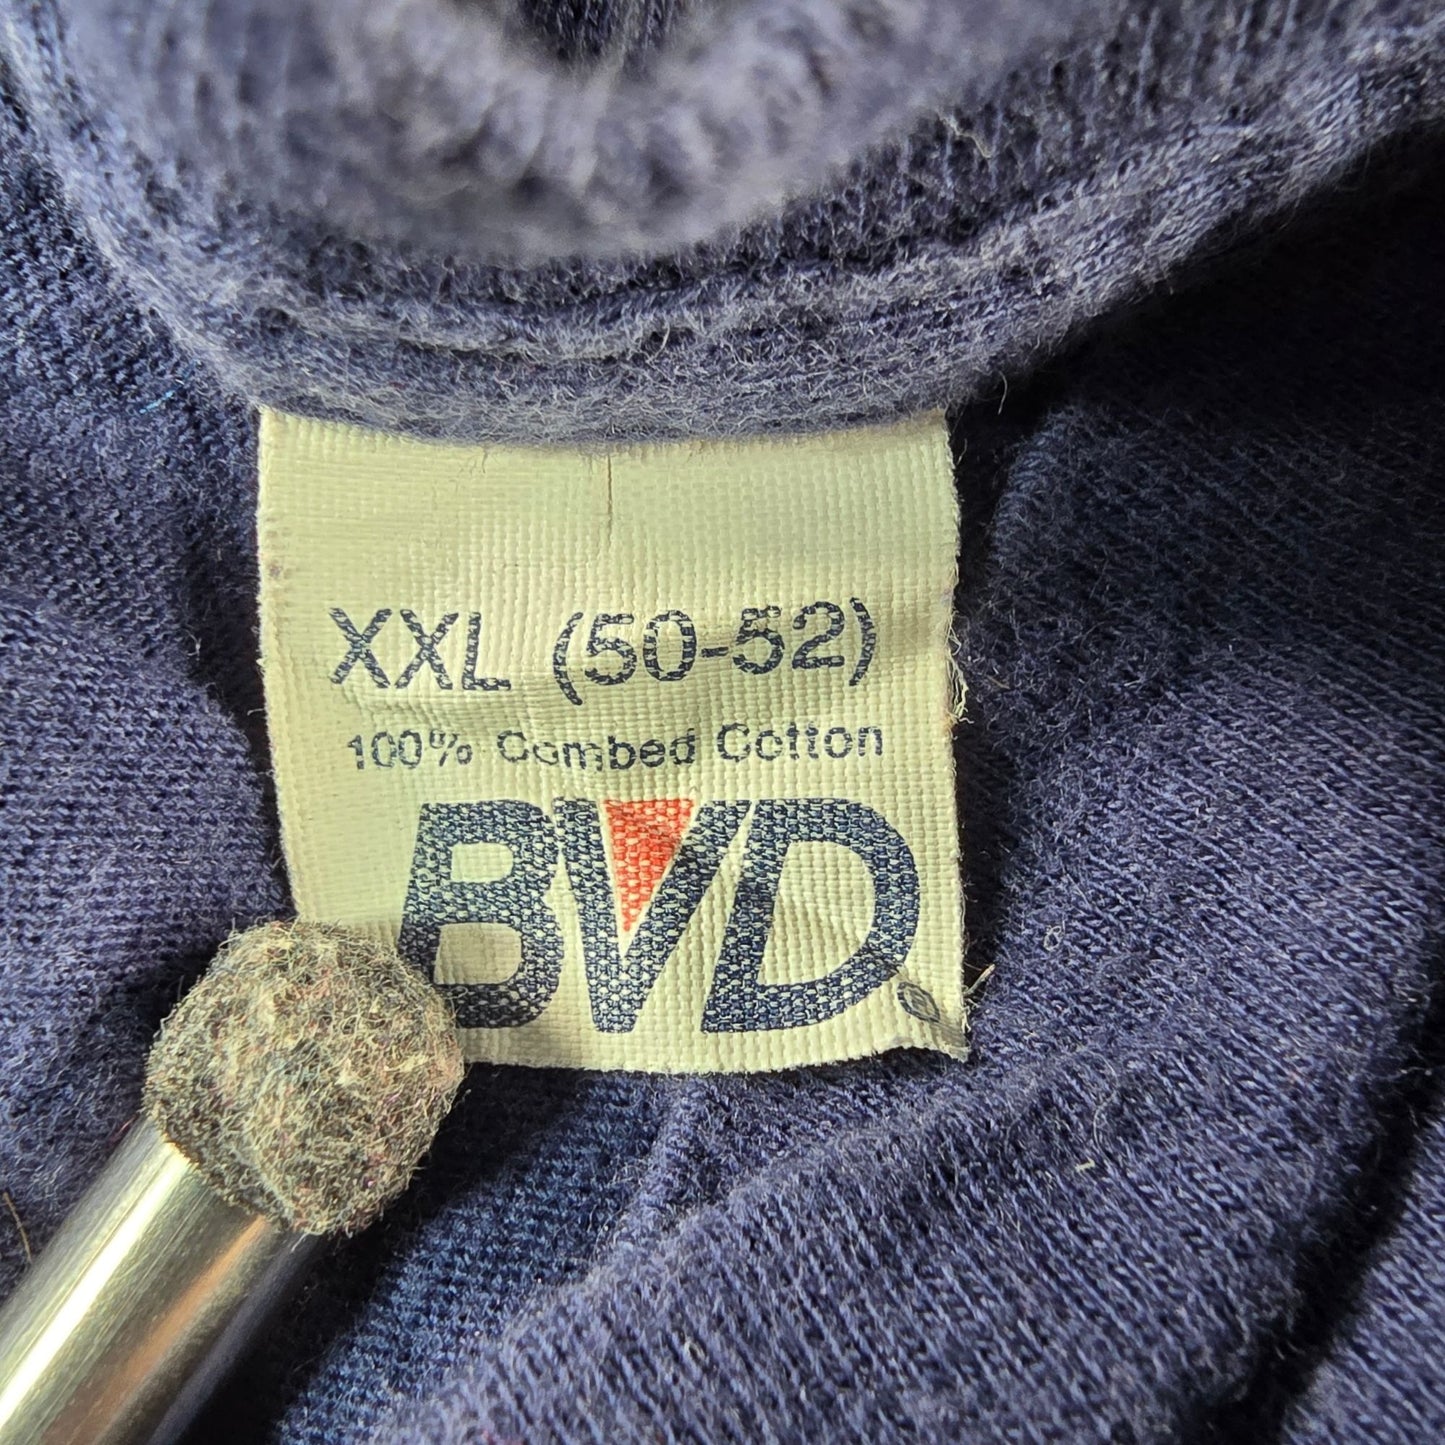 XXL (50-52)
100% Combed Cotton
BVD®